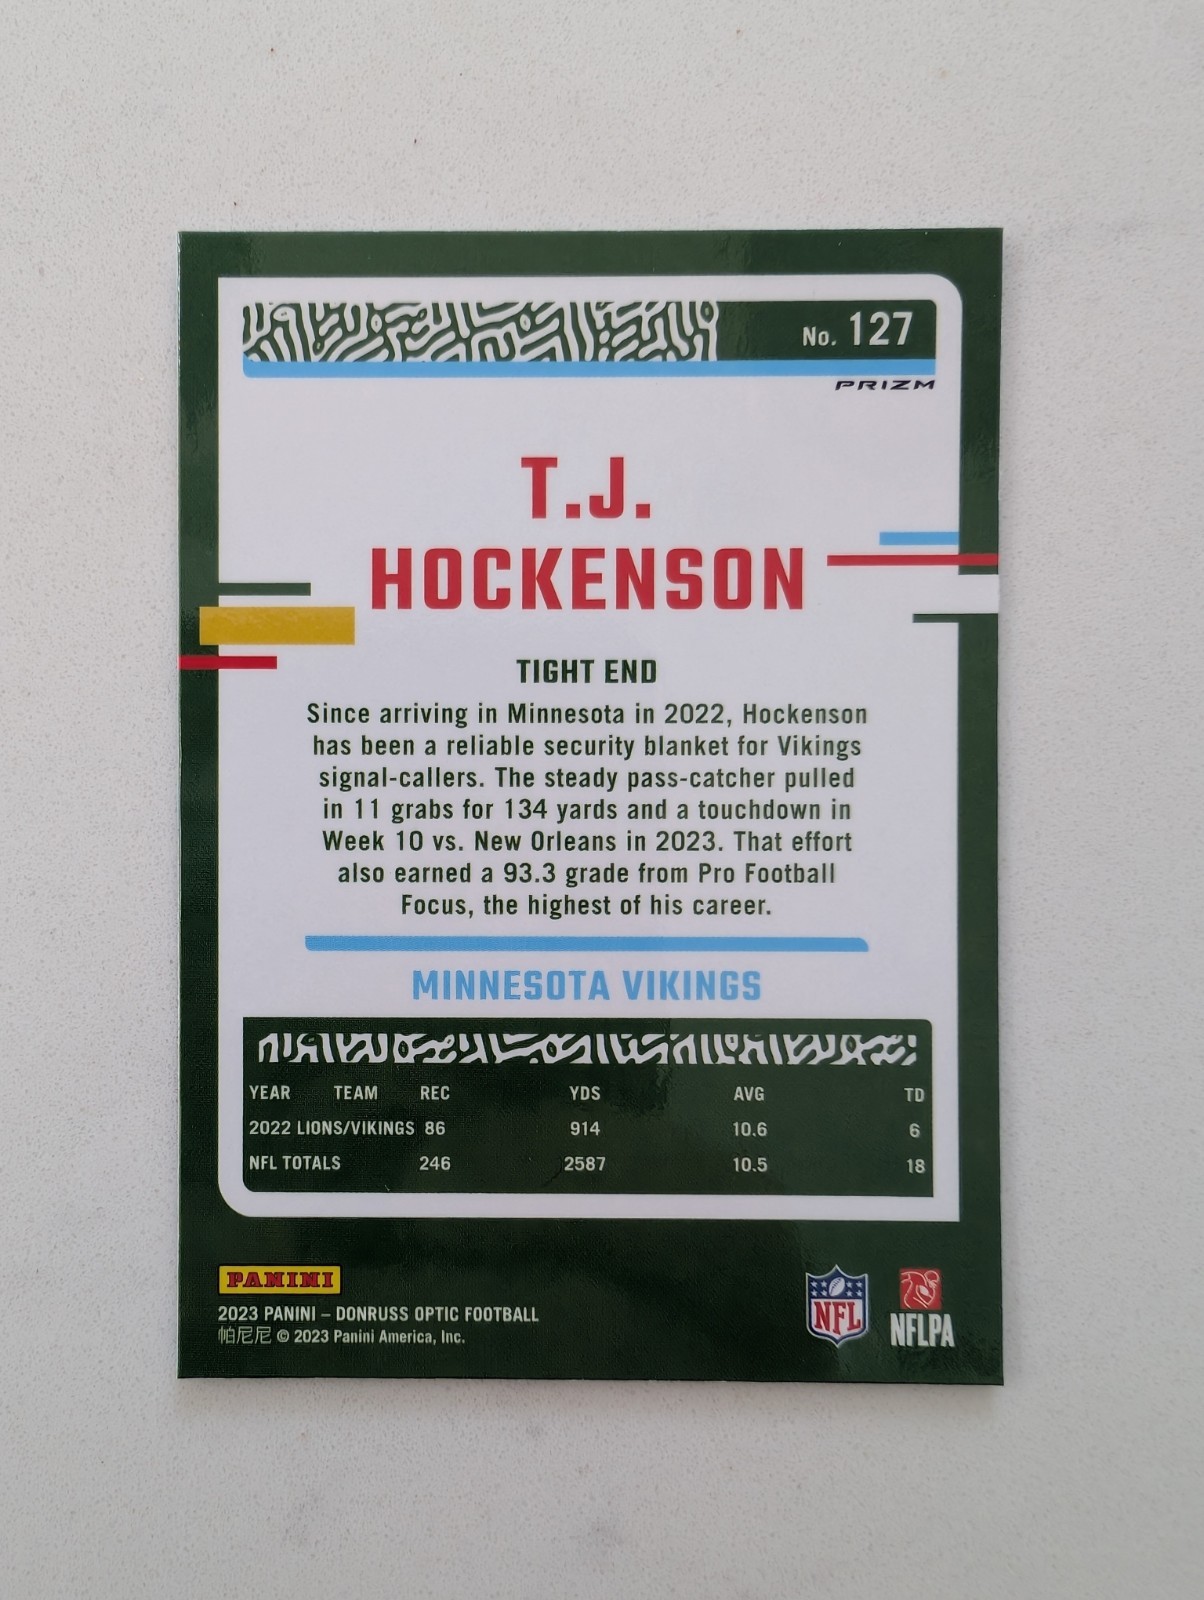 No. 127
PRIZM
T.J.
HOCKENSON
TIGHT END
Since arriving in Minnesota in 2022, Hockenson
has been a reliable security blanket for Vikings
signal-callers. The steady pass-catcher pulled
in 11 grabs for 134 yards and a touchdown in
Week 10 vs. New Orleans in 2023. That effort
also earned a 93.3 grade from Pro Football
Focus, the highest of his career.
MINNESOTA VIKINGS
YEAR TEAM REC YDS AVG TD
2022 LIONS/VIKINGS 86 914 10.6 6
NFL TOTALS 246 2587 10.5 18
PANINI
2023 PANINI – DONRUSS OPTIC FOOTBALL
帕尼尼 © 2023 Panini America, Inc.
NFL
NFLPA